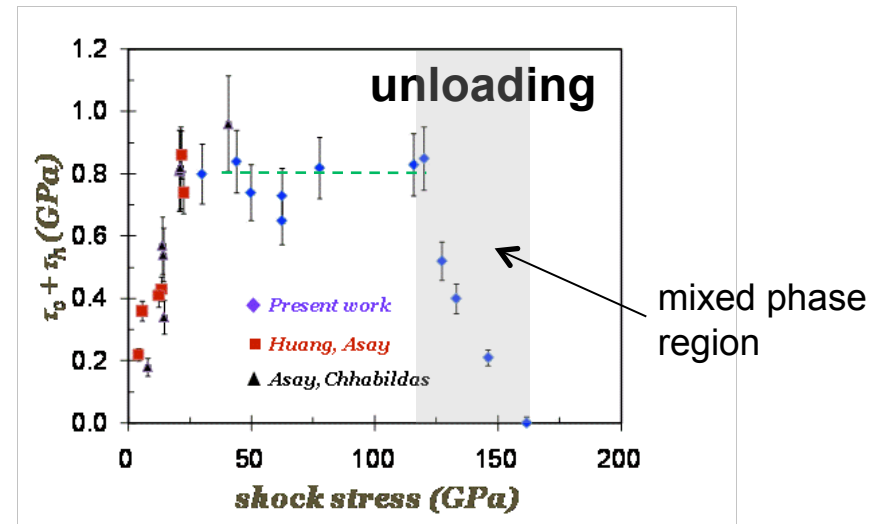 1.2
unloading
1.0
0.8
0.6
0.4
0.2
0.0
τc + τh (GPa)
Present work
Huang, Asay
Asay, Chhabildas
mixed phase
region
0 50 100 150 200
shock stress (GPa)